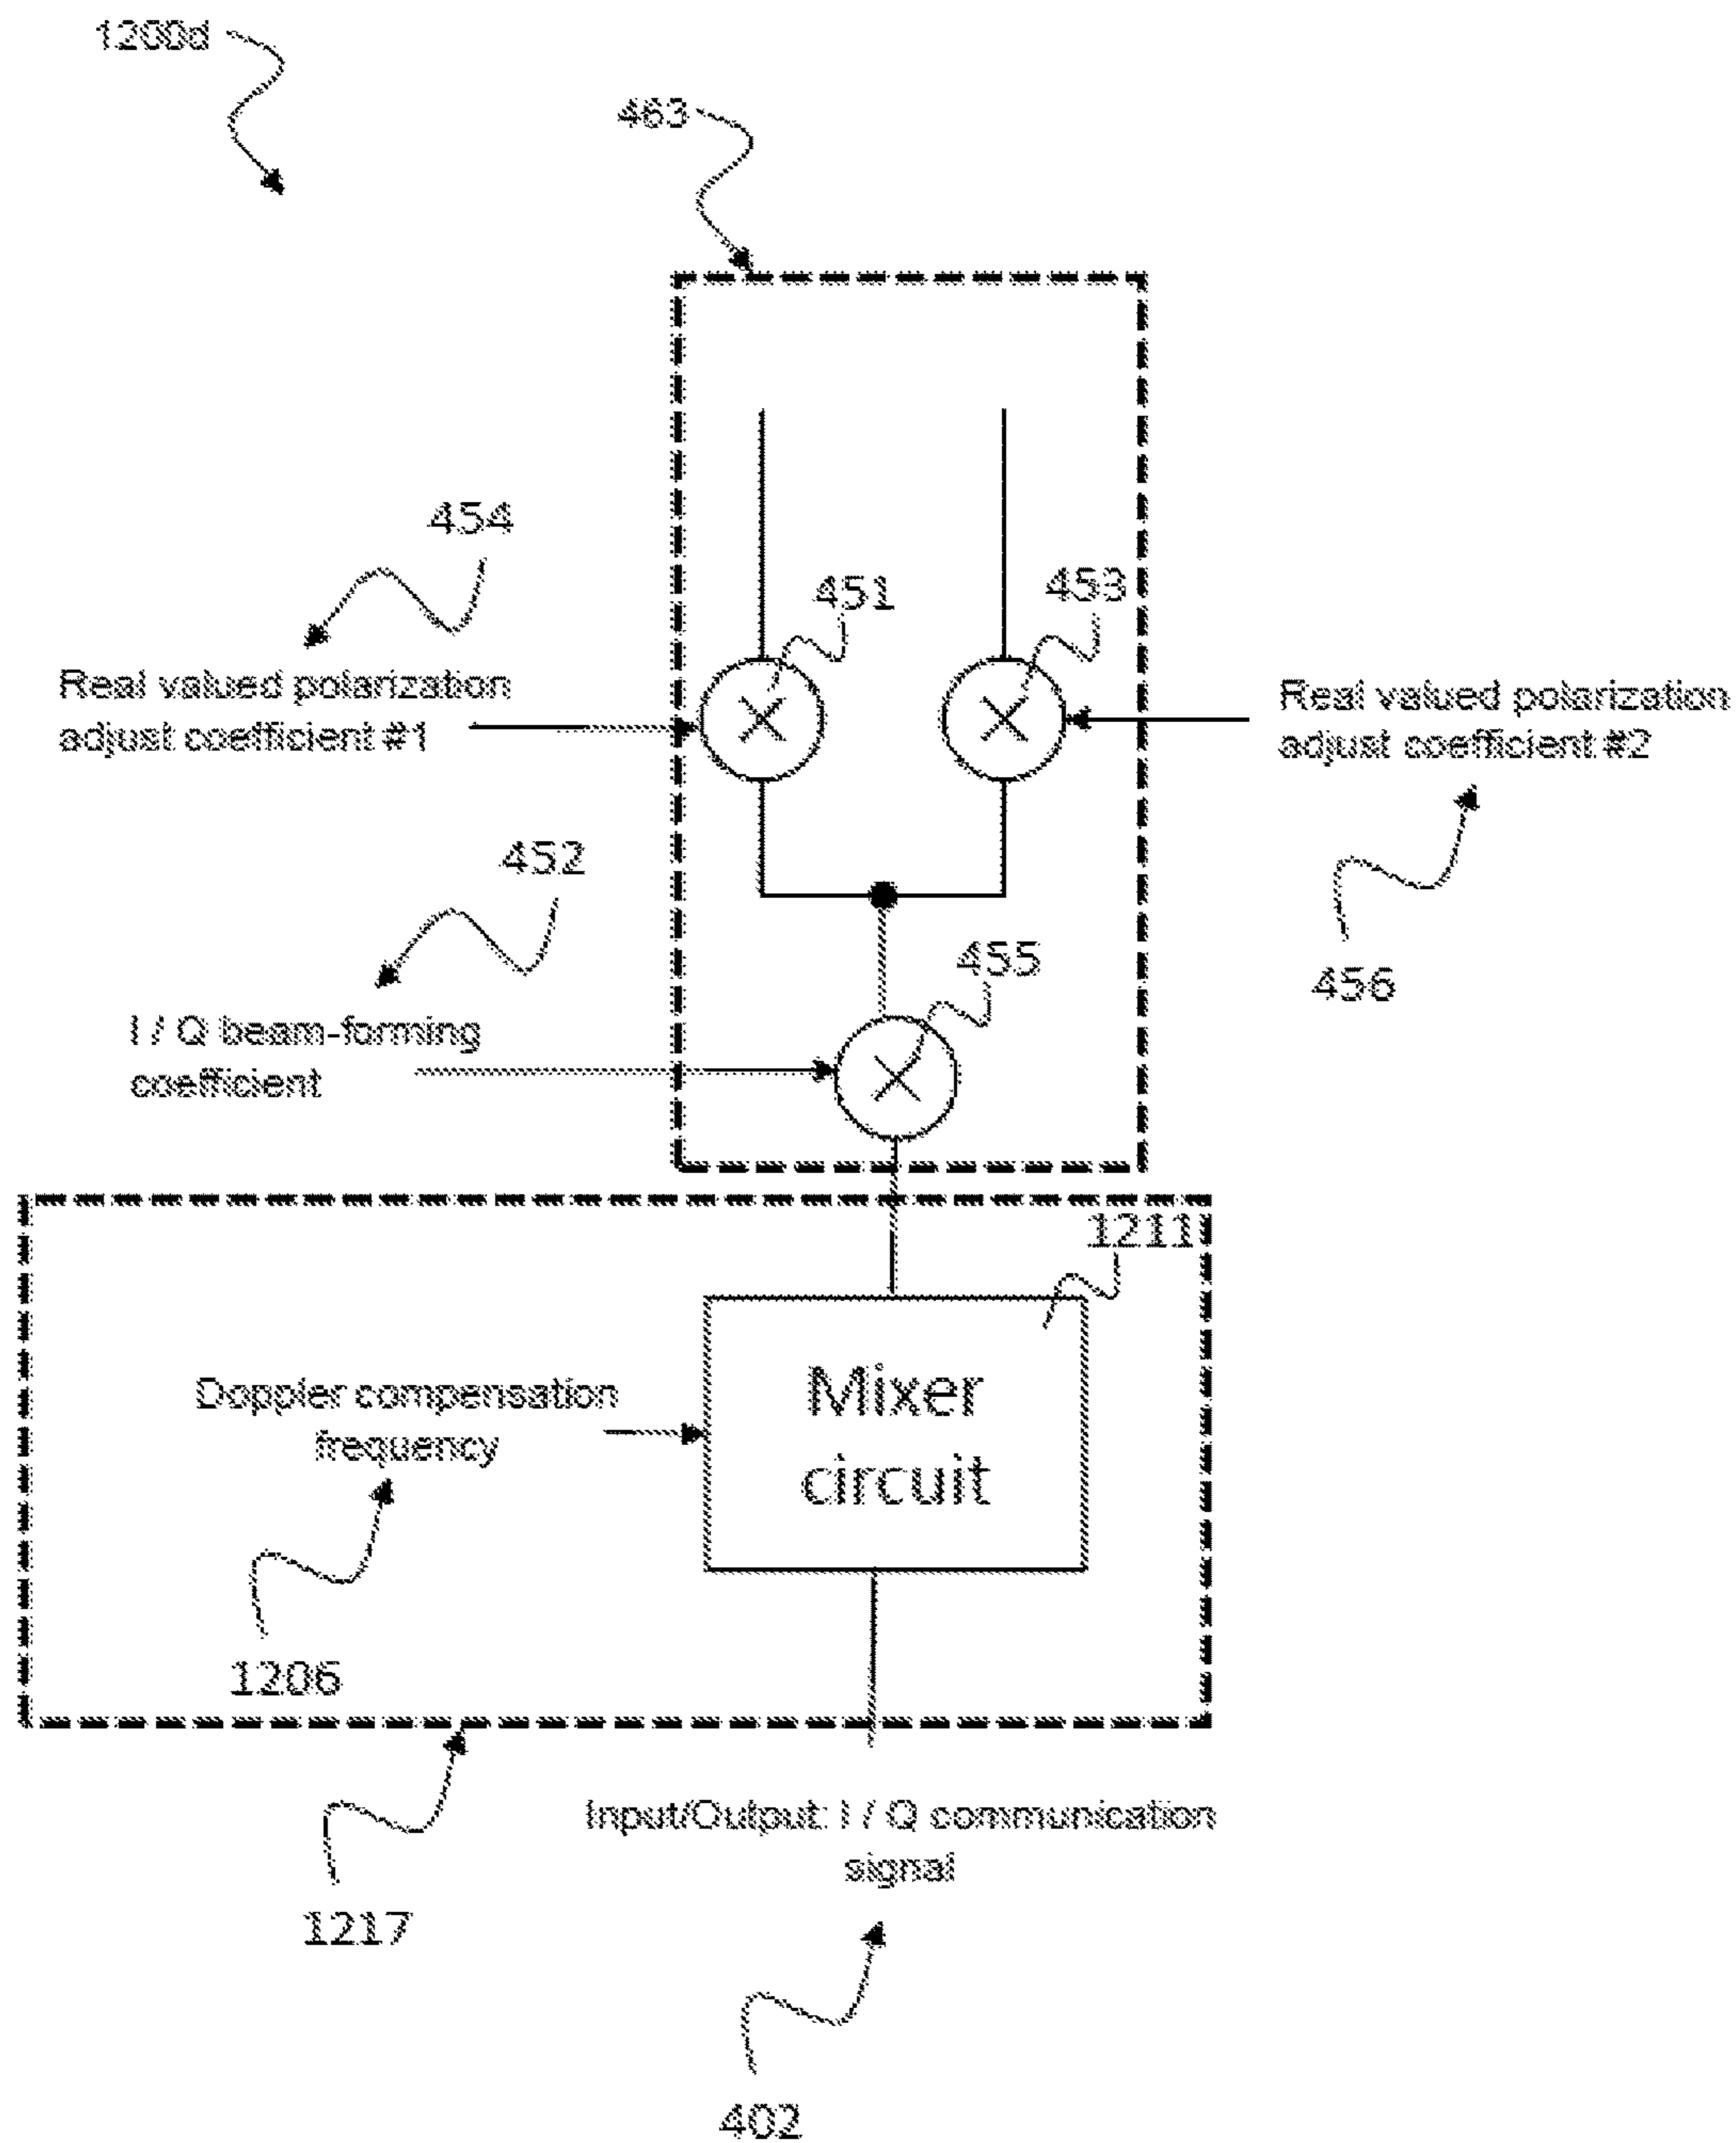 1200d
463
454
451
453
Real valued polarization
adjust coefficient #1
Real valued polarization
adjust coefficient #2
452
455
456
I / Q beam-forming
coefficient
1211
Mixer
circuit
Doppler compensation
frequency
1206
Input/Output: I / Q communication
signal
1217
402